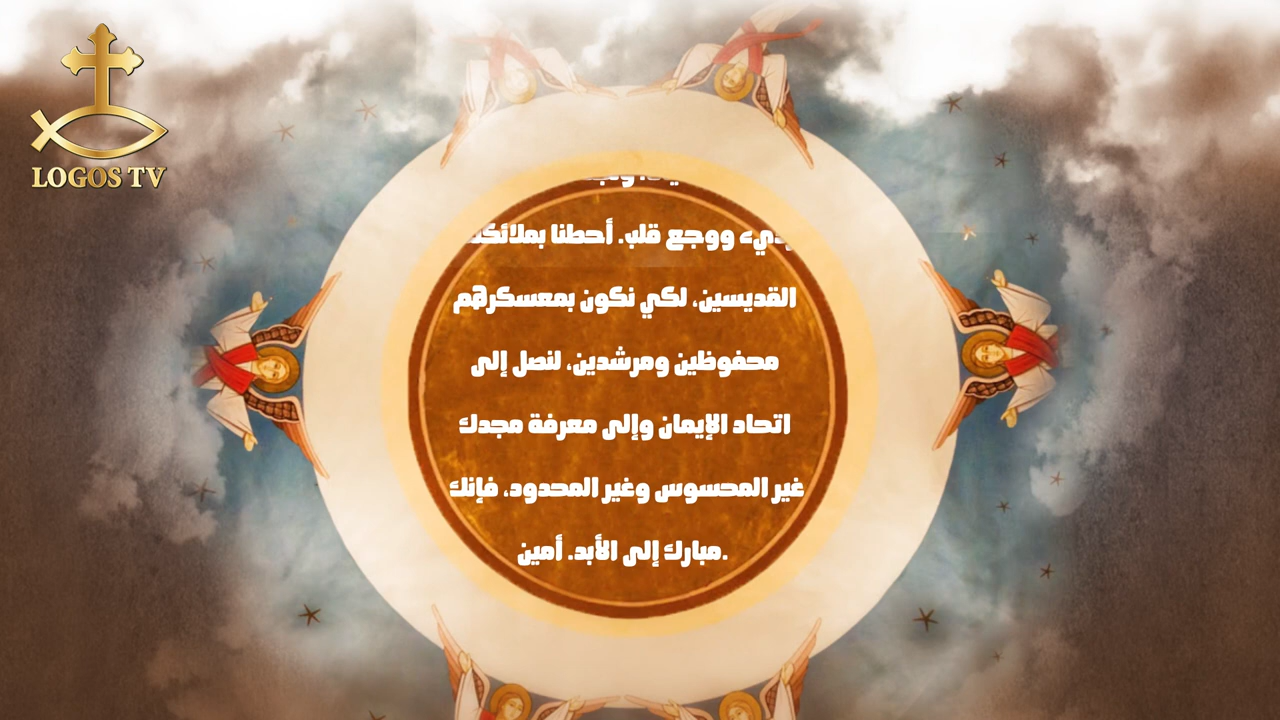 LOGOS TV
ووجع قلب. أحطنا
القديسين، لكي نكون بمعسكرهم
محفوظين ومرشدين، لنصل إلى
اتحاد الإيمان وإلى معرفة مجدك
غير المحسوس وغير المحدود، فإنك
مبارك إلى الأبد. أمين.